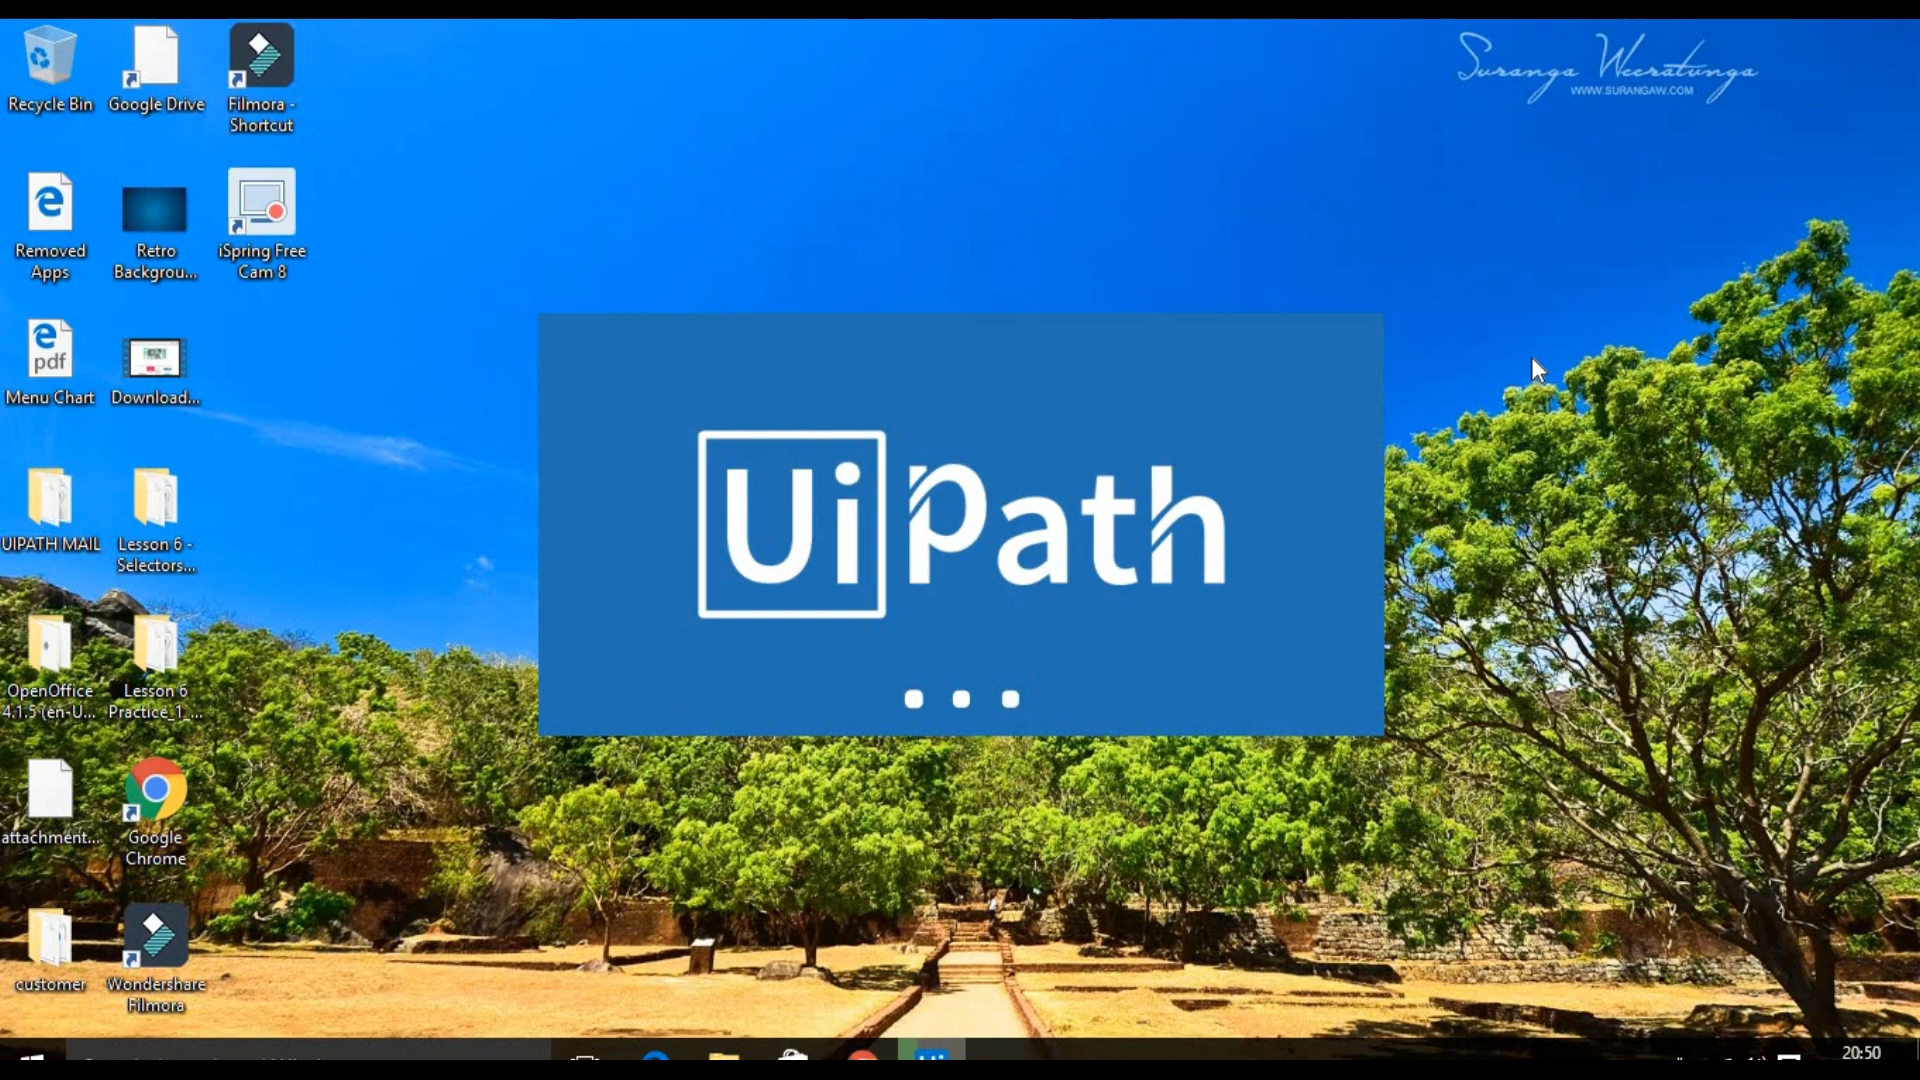 Suranga Weeratunga
WWW.SURANGAW.COM
Recycle Bin
Google Drive
Filmora -
Shortcut
Removed
Apps
Retro
Backgrou...
iSpring Free
Cam 8
pdf
Menu Chart
Download...
UiPath
UIPATH MAIL
Lesson 6 -
Selectors...
OpenOffice
4.1.5 (en-U...
Lesson 6
Practice_1_...
attachment...
Google
Chrome
customer
Wondershare
Filmora
20:50